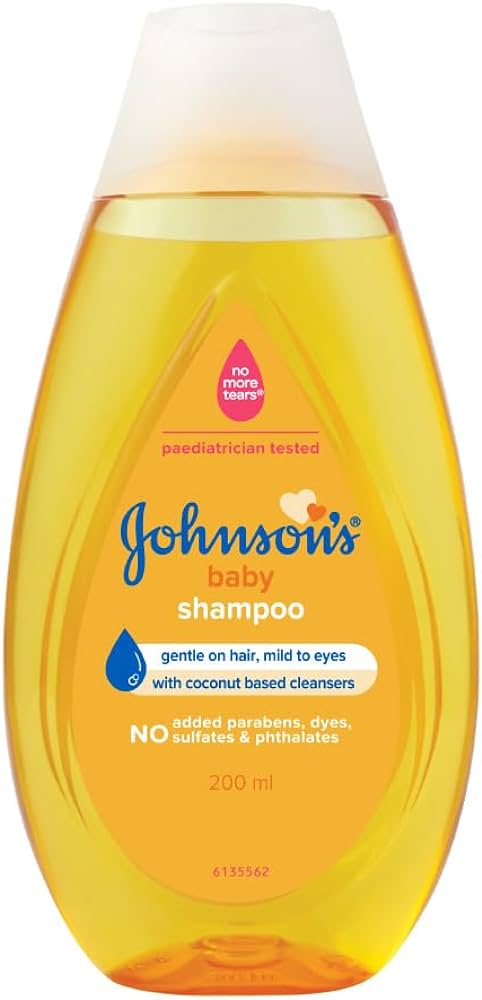 no
more
tears®
paediatrician tested
Johnson's®
baby
shampoo
gentle on hair, mild to eyes
with coconut based cleansers
NO added parabens, dyes,
sulfates & phthalates
200 ml
6135562